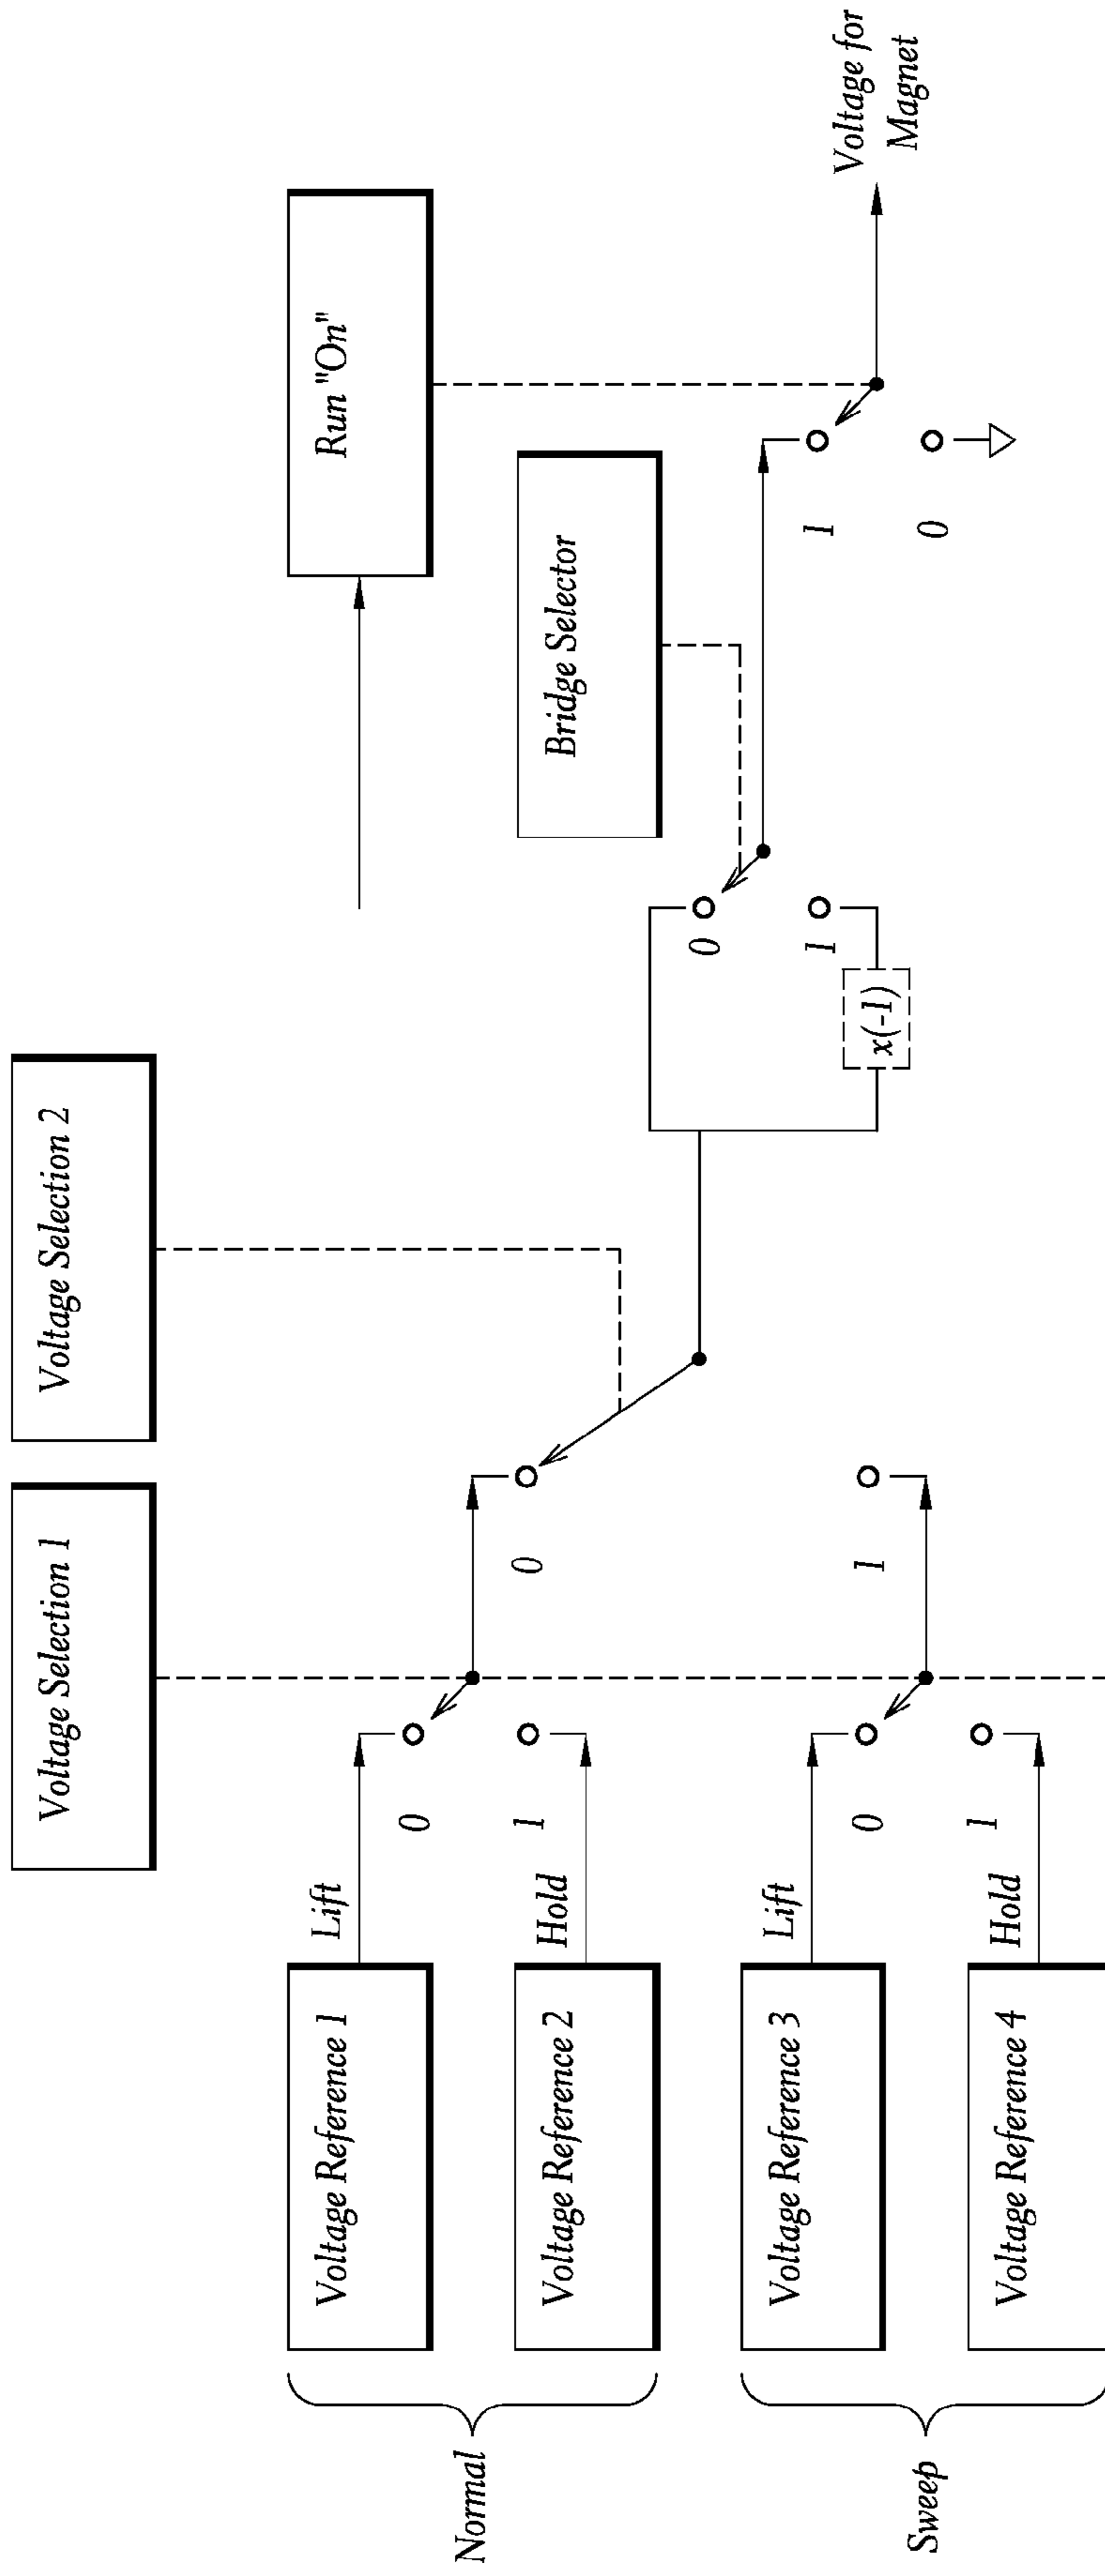 Voltage Selection 1
Voltage Selection 2
Normal
Voltage Reference 1
Lift
0
Run "On"
Voltage Reference 2
Hold
1
0
Bridge Selector
0
Sweep
Voltage Reference 3
Lift
0
1
1
x(-1)
1
0
Voltage for
Magnet
Voltage Reference 4
Hold
1